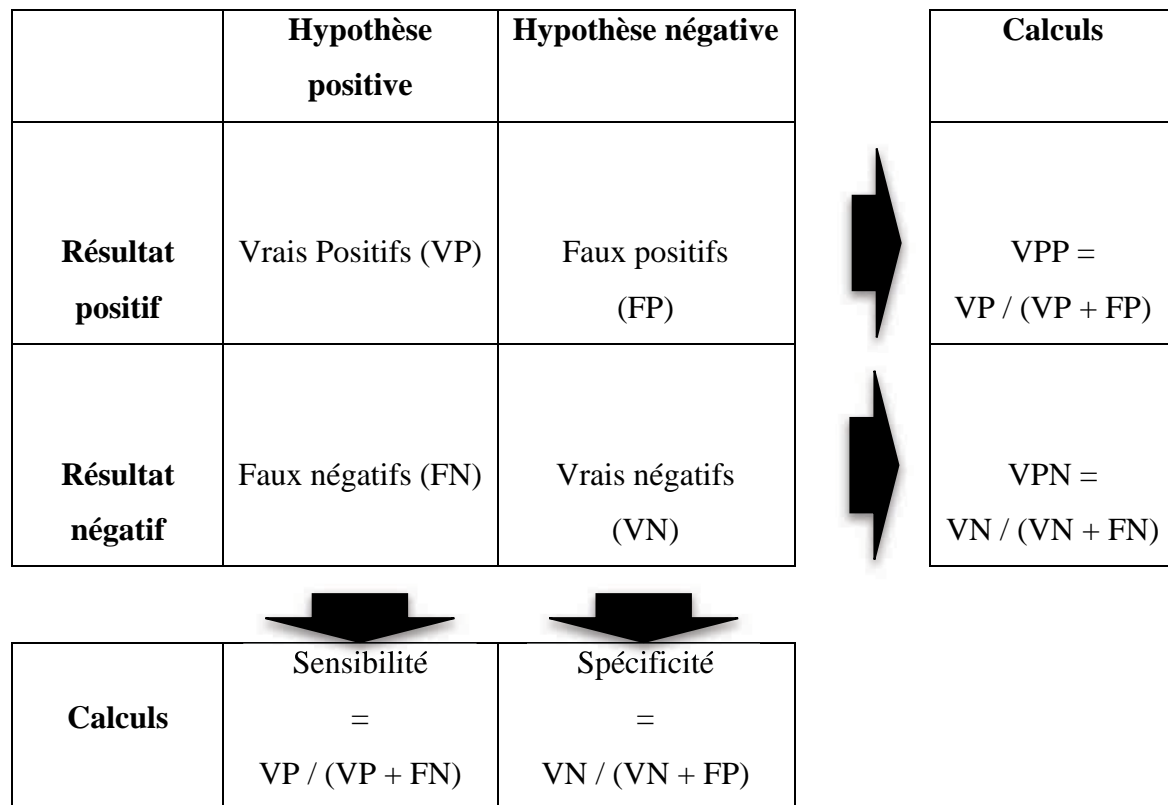 Hypothèse
positive
Hypothèse négative
Calculs
Résultat
positif
Vrais Positifs (VP)
Faux positifs
(FP)
VPP =
VP / (VP + FP)
Résultat
négatif
Faux négatifs (FN)
Vrais négatifs
(VN)
VPN =
VN / (VN + FN)
Calculs
Sensibilité
=
VP / (VP + FN)
Spécificité
=
VN / (VN + FP)